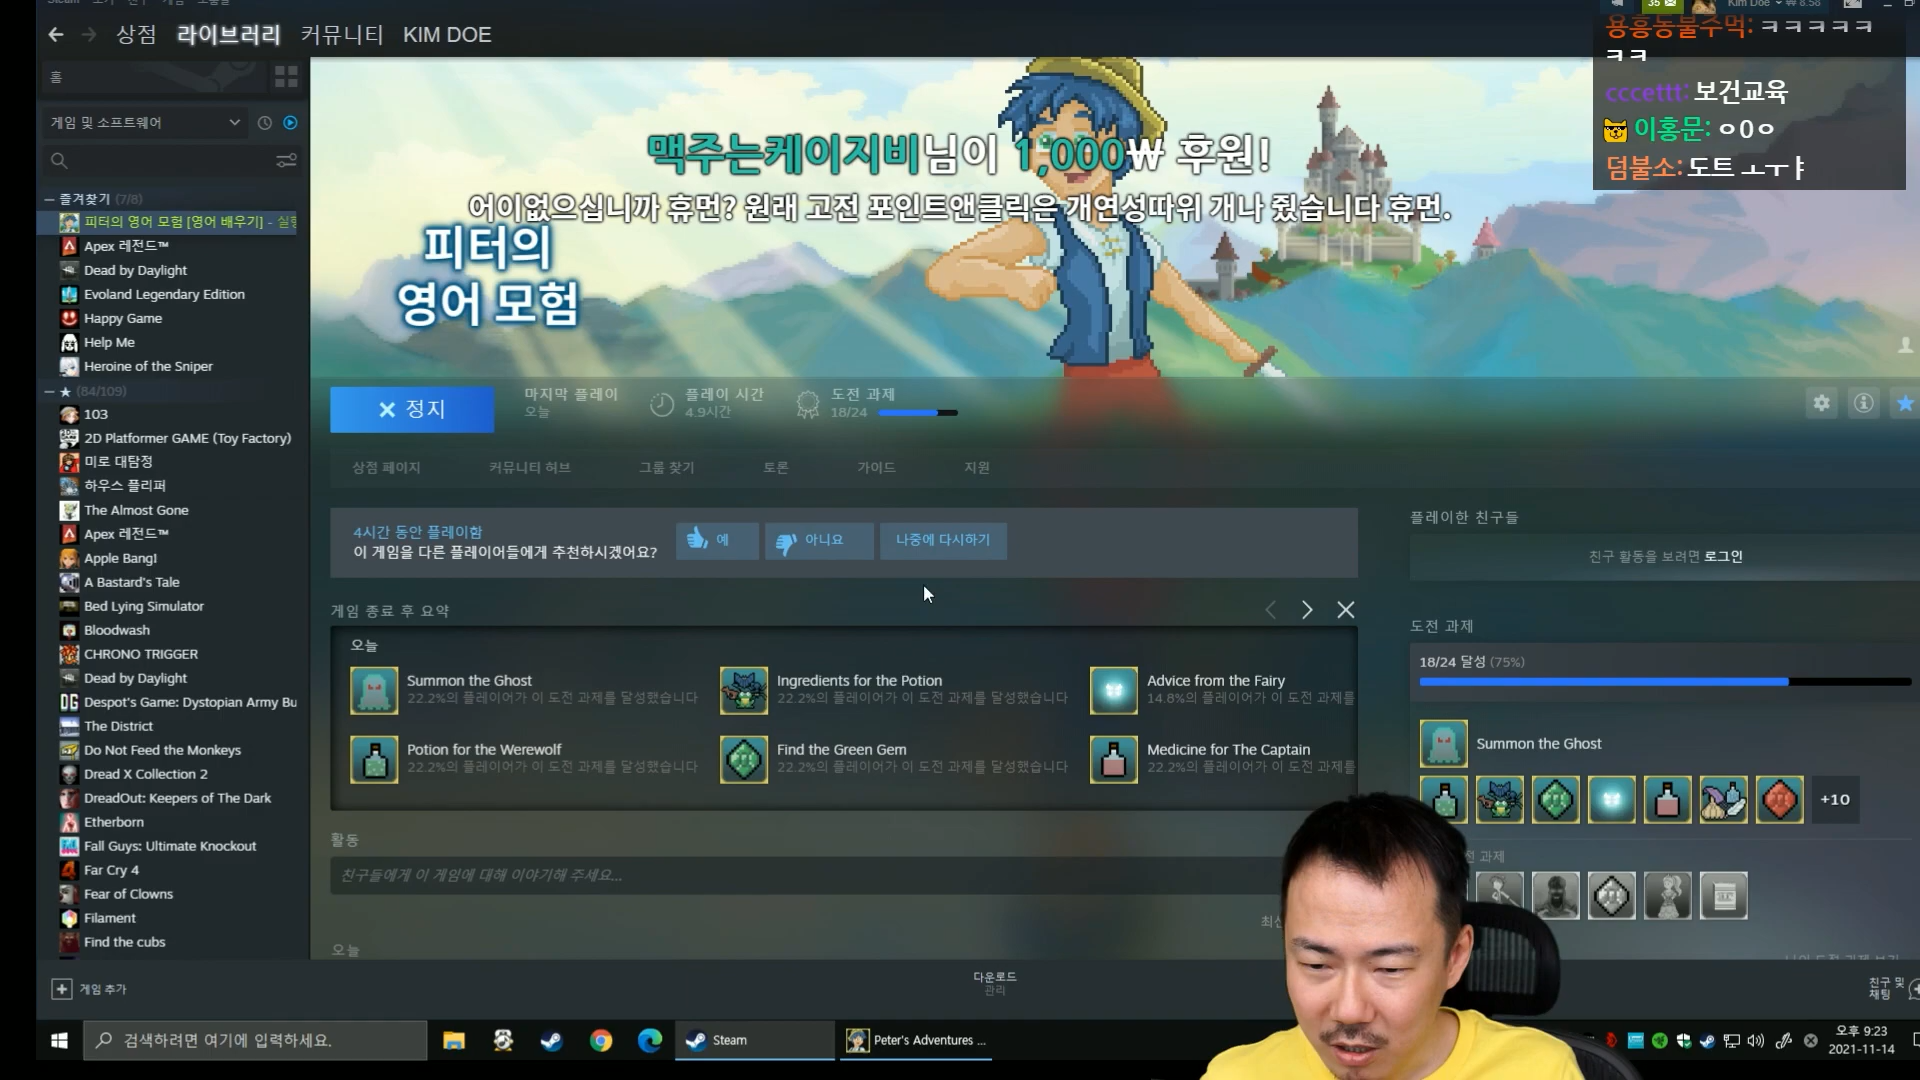 상점
라이브러리
커뮤니티
KIM DOE
Kim Doe
35
용흥동불주먹: ㅋㅋㅋㅋㅋ
ㅋㅋ
cccettt: 보건교육
이홍문: ㅇ0ㅇ
덤불소: 도트 ㅗㅜㅑ
홈
게임 및 소프트웨어
맥주는케이지비님이 1,000₩ 후원!
어이없으십니까 휴먼? 원래 고전 포인트앤클릭은 개연성따위 개나 줬습니다 휴먼.
피터의
영어 모험
즐겨찾기 (7/8)
피터의 영어 모험 [영어 배우기] - 실행
Apex 레전드™
Dead by Daylight
Evoland Legendary Edition
Happy Game
Help Me
Heroine of the Sniper
★ (84/109)
103
2D Platformer GAME (Toy Factory)
미로 대탐정
하우스 플리퍼
The Almost Gone
Apex 레전드™
Apple Bang!
A Bastard's Tale
Bed Lying Simulator
Bloodwash
CHRONO TRIGGER
Dead by Daylight
Despot's Game: Dystopian Army Bu
The District
Do Not Feed the Monkeys
Dread X Collection 2
DreadOut: Keepers of The Dark
Etherborn
Fall Guys: Ultimate Knockout
Far Cry 4
Fear of Clowns
Filament
Find the cubs
정지
마지막 플레이
오늘
플레이 시간
4.9시간
도전 과제
18/24
상점 페이지
커뮤니티 허브
그룹 찾기
토론
가이드
지원
4시간 동안 플레이함
이 게임을 다른 플레이어들에게 추천하시겠어요?
예
아니요
나중에 다시하기
게임 종료 후 요약
오늘
Summon the Ghost
22.2%의 플레이어가 이 도전 과제를 달성했습니다
Ingredients for the Potion
22.2%의 플레이어가 이 도전 과제를 달성했습니다
Advice from the Fairy
14.8%의 플레이어가 이 도전 과제를
Potion for the Werewolf
22.2%의 플레이어가 이 도전 과제를 달성했습니다
Find the Green Gem
22.2%의 플레이어가 이 도전 과제를 달성했습니다
Medicine for The Captain
22.2%의 플레이어가 이 도전 과제를
활동
친구들에게 이 게임에 대해 이야기해 주세요...
최신
오늘
플레이한 친구들
친구 활동을 보려면 로그인
도전 과제
18/24 달성 (75%)
Summon the Ghost
+10
과제
게임 추가
다운로드
관리
친구 및
채팅
검색하려면 여기에 입력하세요.
Steam
Peter's Adventures ...
오후 9:23
2021-11-14